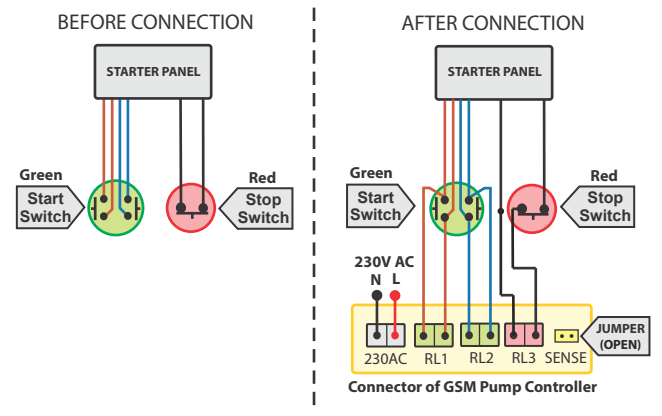 BEFORE CONNECTION
STARTER PANEL
Green
Start
Switch
Red
Stop
Switch
AFTER CONNECTION
STARTER PANEL
Green
Start
Switch
Red
Stop
Switch
230V AC
N L
230AC RL1 RL2 RL3 SENSE
JUMPER
(OPEN)
Connector of GSM Pump Controller